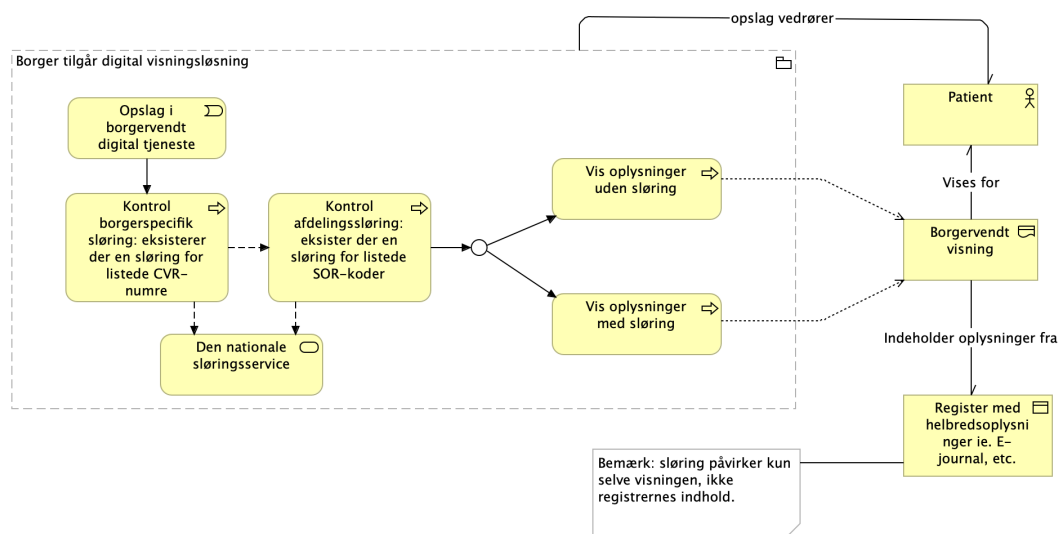 opslag vedrører
Borger tilgår digital visningsløsning
Opslag i
borgervendt
digital tjeneste
Patient
Vis oplysninger
uden sløring
Vises for
Kontrol
borgerspecifik
sløring: eksisterer
der en sløring for
listede CVR-
numre
Kontrol
afdelingssløring:
eksister der en
sløring for listede
SOR-koder
Borgervendt
visning
Vis oplysninger
med sløring
Den nationale
sløringsservice
Indeholder oplysninger fra
Register med
helbredsoplysni
nger ie. E-
journal, etc.
Bemærk: sløring påvirker kun
selve visningen, ikke
registrernes indhold.